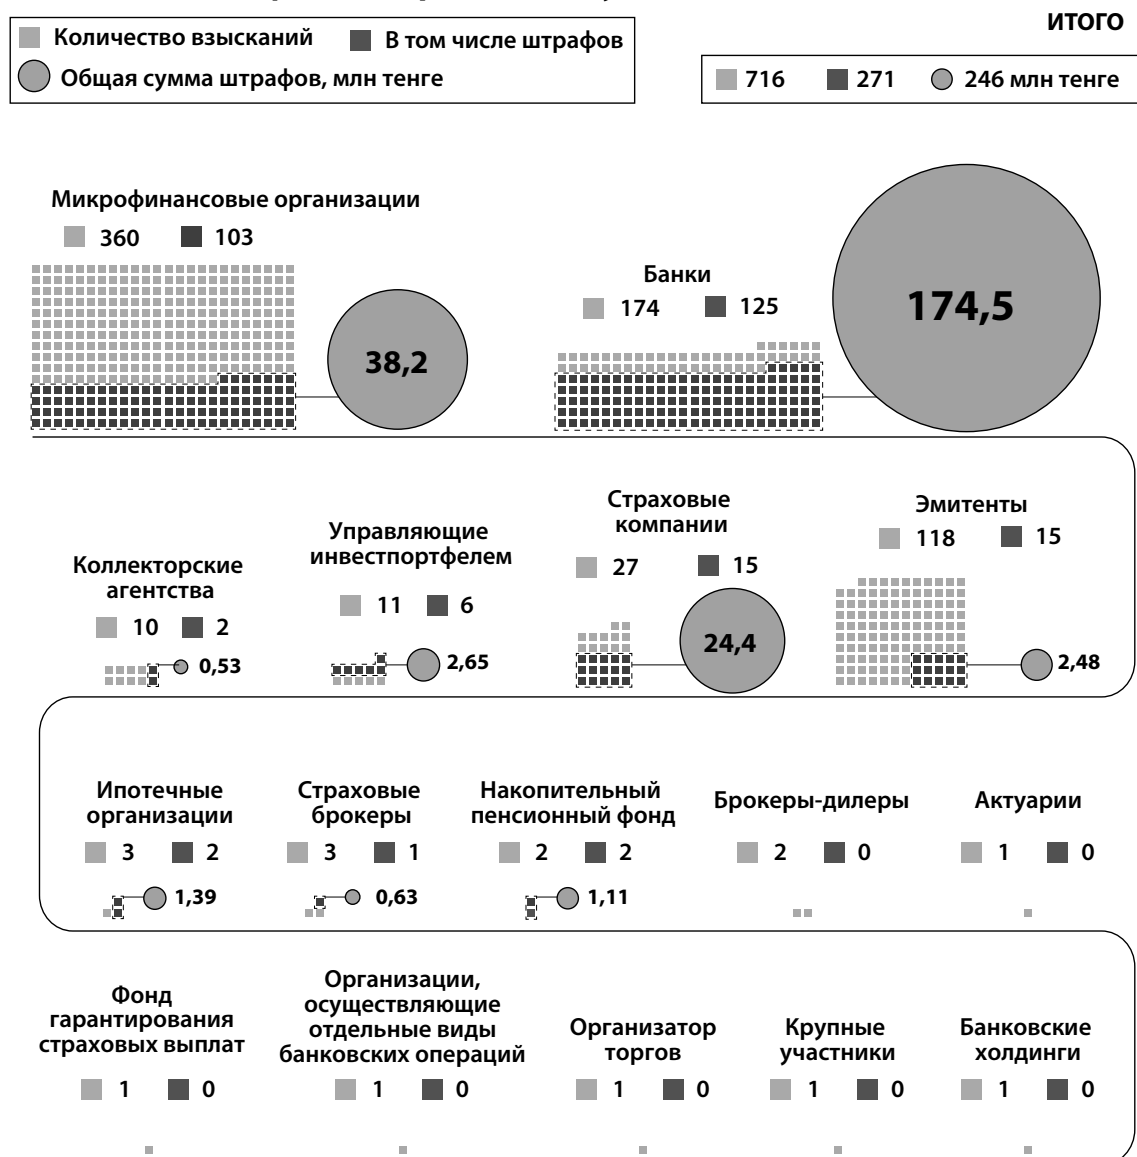 Количество взысканий
В том числе штрафов
Общая сумма штрафов, млн тенге
ИТОГО
716 271 246 млн тенге
Микрофинансовые организации
360 103
38,2
Банки
174 125
174,5
Коллекторские
агентства
10 2
0,53
Управляющие
инвестпортфелем
11 6
2,65
Страховые
компании
27 15
24,4
Эмитенты
118 15
2,48
Ипотечные
организации
3 2
1,39
Страховые
брокеры
3 1
0,63
Накопительный
пенсионный фонд
2 2
1,11
Брокеры-дилеры
2 0
Актуарии
1 0
Фонд
гарантирования
страховых выплат
1 0
Организации,
осуществляющие
отдельные виды
банковских операций
1 0
Организатор
торгов
1 0
Крупные
участники
1 0
Банковские
холдинги
1 0